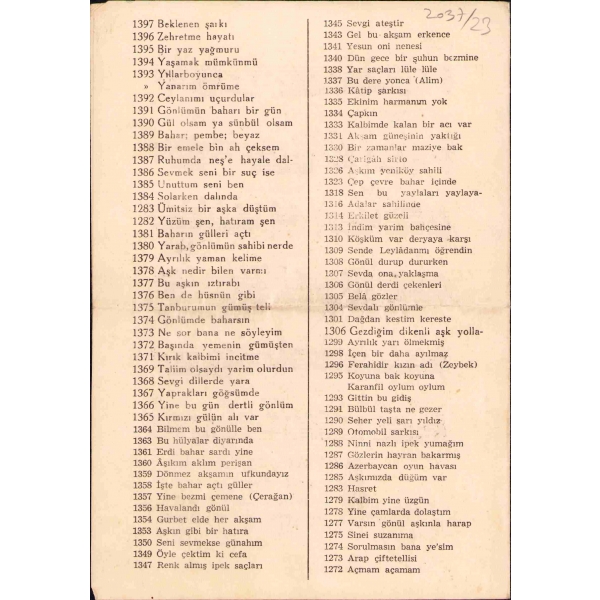 2037/23
1397 Beklenen şarkı
1396 Zehretme hayatı
1395 Bir yaz yağmuru
1394 Yaşamak mümkünmü
1393 Yıllarboyunca
» Yanarım ömrüme
1392 Ceylanımı uçurdular
1391 Gönlümün baharı bir gün
1390 Gül olsam ya sünbül olsam
1389 Bahar; pembe; beyaz
1388 Bir emele bin ah çeksem
1387 Ruhumda neş'e hayale dal-
1386 Sevmek seni bir suç ise
1385 Unuttum seni ben
1384 Solarken dalında
1283 Ümitsiz bir aşka düştüm
1282 Yüzüm şen, hatıram şen
1381 Baharın gülleri açtı
1380 Yarab, gönlümün sahibi nerde
1379 Ayrılık yaman kelime
1378 Aşk nedir bilen varmı
1377 Bu aşkın ıztırabı
1376 Ben de hüsnün gibi
1375 Tanburumun gümüş teli
1374 Gönlümde baharsın
1373 Ne sor bana ne söyleyim
1372 Başında yemenin gümüşten
1371 Kırık kalbimi incitme
1369 Taliim olsaydı yarim olurdun
1368 Sevgi dillerde yara
1367 Yaprakları göğsümde
1366 Yine bu gün dertli gönlüm
1365 Kırmızı gülün alı var
1364 Bilmem bu gönülle ben
1363 Bu hülyalar diyarında
1361 Erdi bahar sardı yine
1360 Âşıkım aklım perişan
1359 Dönmez akşamın ufkundayız
1358 İşte bahar açtı güller
1357 Yine bezmi çemene (Çerağan)
1356 Havalandı gönül
1354 Gurbet elde her akşam
1353 Aşkın gibi bir hatıra
1350 Seni sevmekse günahım
1349 Öyle çektim ki cefa
1347 Renk almış ipek saçları
1345 Sevgi ateştir
1343 Gel bu akşam erkence
1341 Yesun oni nenesi
1340 Dün gece bir şuhun bezmine
1338 Yar saçları lüle lüle
1337 Bu dere yonca (Alim)
1336 Kâtip şarkısı
1335 Ekinim harmanım yok
1334 Çapkın
1333 Kalbimde kalan bir acı var
1331 Akşam güneşinin yaktığı
1330 Bir zamanlar maziye bak
1328 Çarigâh sirto
1326 Aşkım yeniköy sahili
1323 Çep çevre bahar içinde
1318 Sen bu yaylaları yaylaya-
1316 Adalar sahilinde
1314 Erkilet güzeli
1313 İndim yarim bahçesine
1310 Köşküm var deryaya karşı
1309 Sende Leylâdanmı öğrendin
1308 Gönül durup dururken
1307 Sevda ona yaklaşma
1306 Gönül derdi çekenleri
1305 Belâ gözler
1304 Sevdalı gönlümle
1301 Dağdan kestim kereste
1306 Gezdiğim dikenli aşk yolla-
1299 Ayrılık yarı ölmekmiş
1298 İçen bir daha ayılmaz
1296 Ferahidir kızın adı (Zeybek)
1295 Koyuna bak koyuna
Karanfil oylum oylum
1293 Gittin bu gidiş
1291 Bülbül taşta ne gezer
1290 Seher yeli sarı yıldız
1289 Otomobil sarkısı
1288 Ninni nazlı ipek yumağım
1287 Gözlerin hayran bakarmış
1286 Azerbaycan oyun havası
1285 Aşkımızda düğüm var
1283 Hasret
1279 Kalbim yine üzgün
1278 Yine çamlarda dolaştım
1277 Varsın gönül aşkınla harap
1275 Sinei suzanıma
1274 Sorulmasın bana ye'sim
1273 Arap çiftetellisi
1272 Açmam açamam